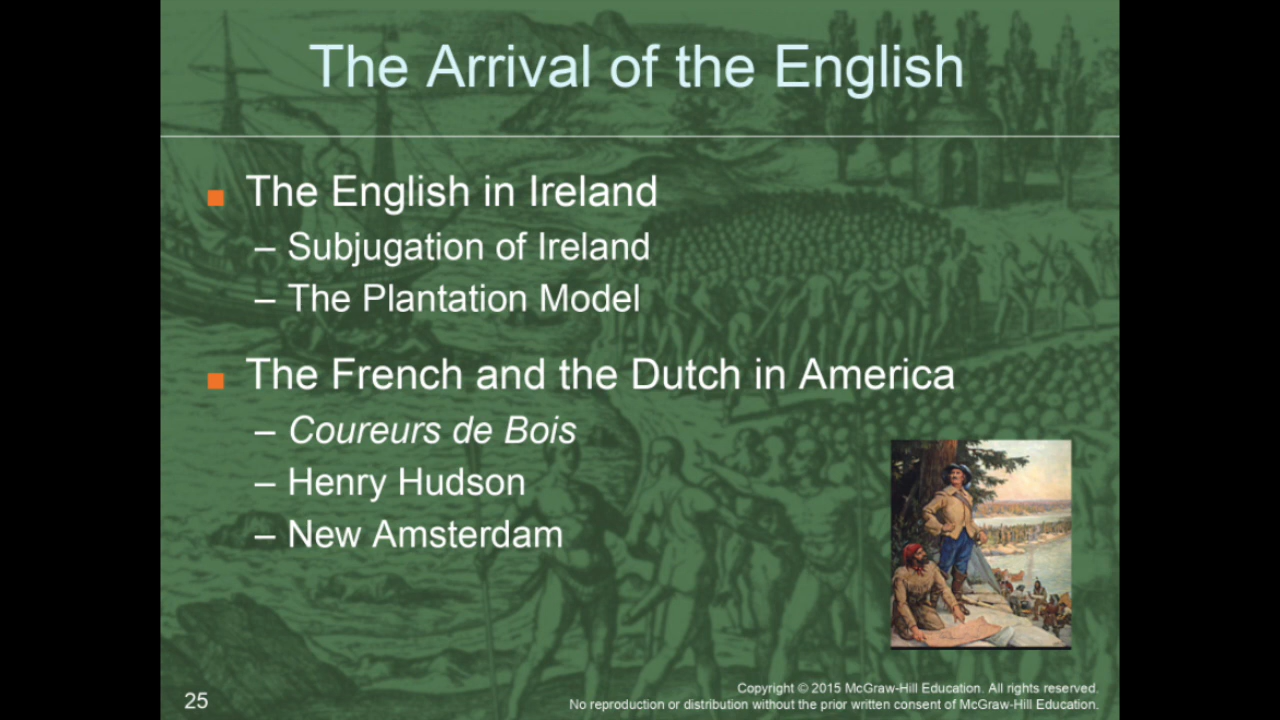 The Arrival of the English
The English in Ireland
– Subjugation of Ireland
– The Plantation Model
The French and the Dutch in America
– Coureurs de Bois
– Henry Hudson
– New Amsterdam
25
Copyright © 2015 McGraw-Hill Education. All rights reserved.
No reproduction or distribution without the prior written consent of McGraw-Hill Education.